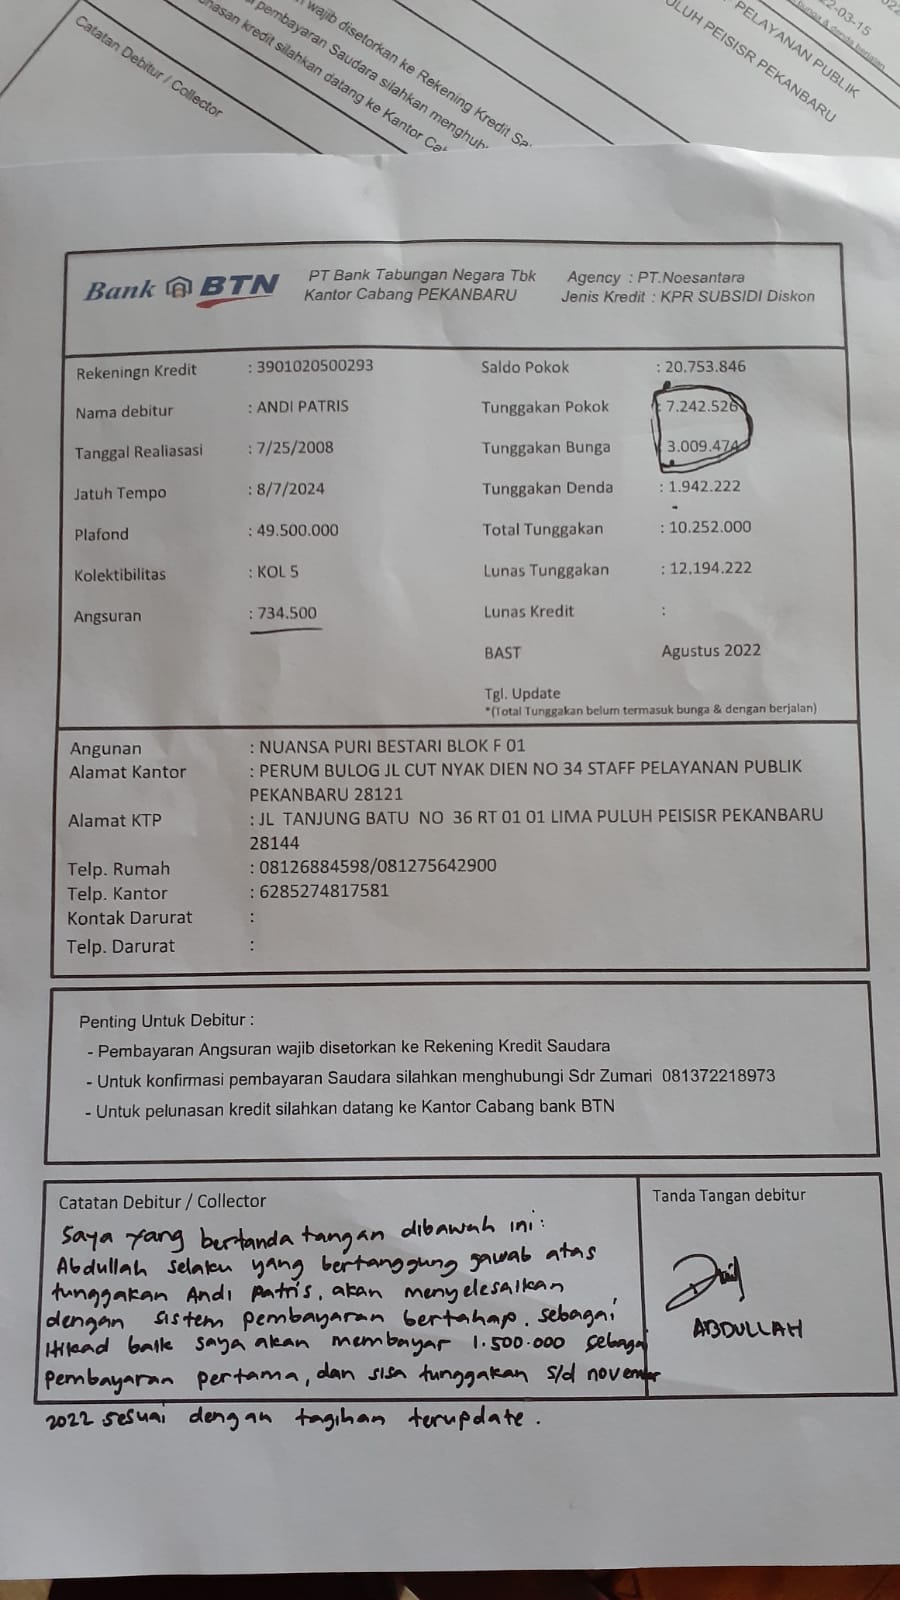 Catatan Debitur / Collector
wajib disetorkan ke Rekening Kredit Sa
pembayaran Saudara silahkan menghub
kredit silahkan datang ke Kantor Ca
PELAYANAN PUBLIK
PEISISR PEKANBARU
Bank BTN
PT Bank Tabungan Negara Tbk
Kantor Cabang PEKANBARU
Agency : PT.Noesantara
Jenis Kredit : KPR SUBSIDI Diskon
Rekeningn Kredit : 3901020500293
Nama debitur : ANDI PATRIS
Tanggal Realiasasi : 7/25/2008
Jatuh Tempo : 8/7/2024
Plafond : 49.500.000
Kolektibilitas : KOL 5
Angsuran : 734.500
Saldo Pokok : 20.753.846
Tunggakan Pokok : 7.242.526
Tunggakan Bunga 3.009.474
Tunggakan Denda : 1.942.222
Total Tunggakan : 10.252.000
Lunas Tunggakan : 12.194.222
Lunas Kredit :
BAST Agustus 2022
Tgl. Update
*(Total Tunggakan belum termasuk bunga & dengan berjalan)
Angunan : NUANSA PURI BESTARI BLOK F 01
Alamat Kantor : PERUM BULOG JL CUT NYAK DIEN NO 34 STAFF PELAYANAN PUBLIK
PEKANBARU 28121
Alamat KTP : JL TANJUNG BATU NO 36 RT 01 01 LIMA PULUH PEISISR PEKANBARU
28144
Telp. Rumah : 08126884598/081275642900
Telp. Kantor : 6285274817581
Kontak Darurat :
Telp. Darurat :
Penting Untuk Debitur :
- Pembayaran Angsuran wajib disetorkan ke Rekening Kredit Saudara
- Untuk konfirmasi pembayaran Saudara silahkan menghubungi Sdr Zumari 081372218973
- Untuk pelunasan kredit silahkan datang ke Kantor Cabang bank BTN
Catatan Debitur / Collector
Saya yang bertanda tangan dibawah ini:
Abdullah selaku yang bertanggung jawab atas
tunggakan Andi Patris, akan menyelesaikan
dengan sistem pembayaran bertahap. sebagai
itikad baik saya akan membayar 1.500.000 sebagai
pembayaran pertama, dan sisa tunggakan s/d november
2022 sesuai dengan tagihan terupdate.
Tanda Tangan debitur
ABDULLAH